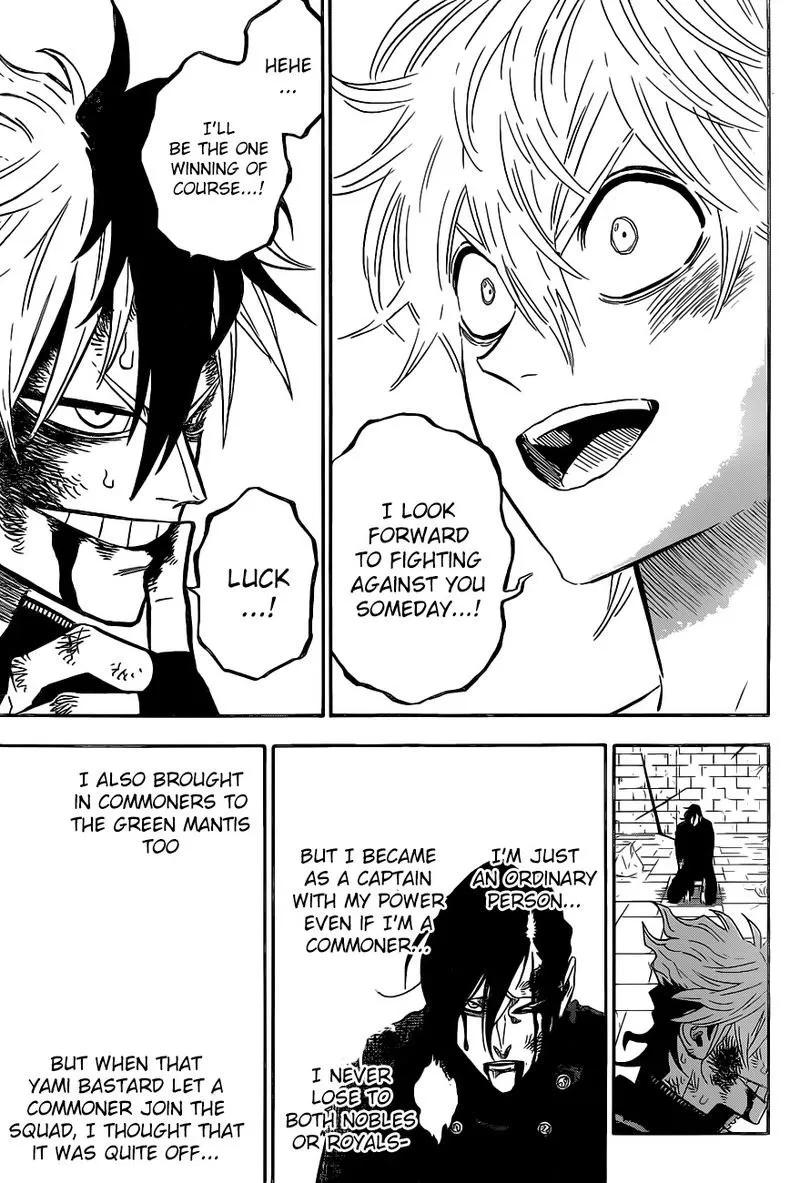 I LOOK
FORWARD
TO FIGHTING
AGAINST YOU
SOMEDAY...!
HEHE
...
I'LL
BE THE ONE
WINNING OF
COURSE...!
LUCK
...!
I'M JUST
AN ORDINARY
PERSON...
BUT I BECAME
AS A CAPTAIN
WITH MY POWER
EVEN IF I'M A
COMMONER...
I NEVER
LOSE TO
BOTH NOBLES
OR ROYALS-
I ALSO BROUGHT
IN COMMONERS TO
THE GREEN MANTIS
TOO
BUT WHEN THAT
YAMI BASTARD LET A
COMMONER JOIN THE
SQUAD, I THOUGHT THAT
IT WAS QUITE OFF...